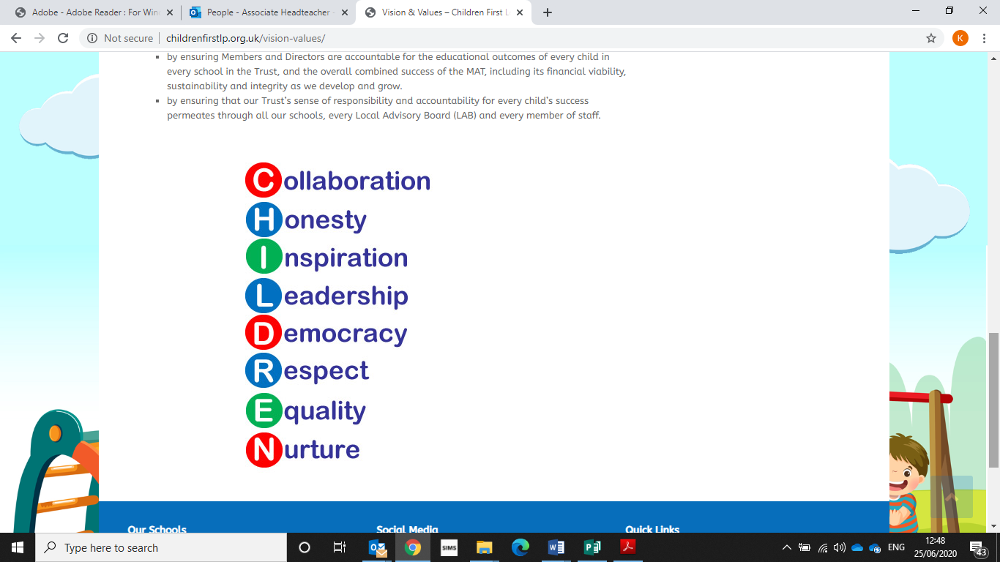 Adobe - Adobe Reader : For Win
People - Associate Headteacher -
Vision & Values – Children First L
Not secure
childrenfirstlp.org.uk/vision-values/
K
by ensuring Members and Directors are accountable for the educational outcomes of every child in
every school in the Trust, and the overall combined success of the MAT, including its financial viability,
sustainability and integrity as we develop and grow.
by ensuring that our Trust's sense of responsibility and accountability for every child's success
permeates through all our schools, every Local Advisory Board (LAB) and every member of staff.
Collaboration
Honesty
Inspiration
Leadership
Democracy
Respect
Equality
Nurture
Our Schools
Social Media
Quick Links
Type here to search
SIMS
ENG
12:48
25/06/2020
43